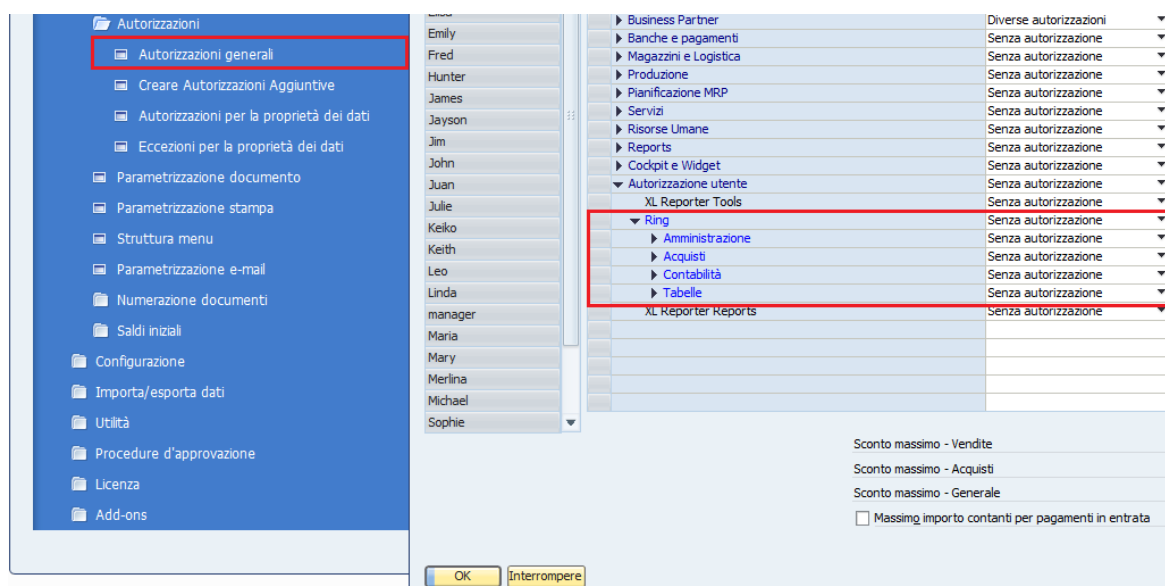 Autorizzazioni
Autorizzazioni generali
Creare Autorizzazioni Aggiuntive
Autorizzazioni per la proprietà dei dati
Eccezioni per la proprietà dei dati
Parametrizzazione documento
Parametrizzazione stampa
Struttura menu
Parametrizzazione e-mail
Numerazione documenti
Saldi iniziali
Configurazione
Importa/esporta dati
Utilità
Procedure d'approvazione
Licenza
Add-ons
Emily
Fred
Hunter
James
Jayson
Jim
John
Juan
Julie
Keiko
Keith
Leo
Linda
manager
Maria
Mary
Merlina
Michael
Sophie
Business Partner Diverse autorizzazioni
Banche e pagamenti Senza autorizzazione
Magazzini e Logistica Senza autorizzazione
Produzione Senza autorizzazione
Pianificazione MRP Senza autorizzazione
Servizi Senza autorizzazione
Risorse Umane Senza autorizzazione
Reports Senza autorizzazione
Cockpit e Widget Senza autorizzazione
Autorizzazione utente Senza autorizzazione
XL Reporter Tools Senza autorizzazione
Ring Senza autorizzazione
Amministrazione Senza autorizzazione
Acquisti Senza autorizzazione
Contabilità Senza autorizzazione
Tabelle Senza autorizzazione
XL Reporter Reports Senza autorizzazione
Sconto massimo - Vendite
Sconto massimo - Acquisti
Sconto massimo - Generale
Massimo importo contanti per pagamenti in entrata
OK Interrompere